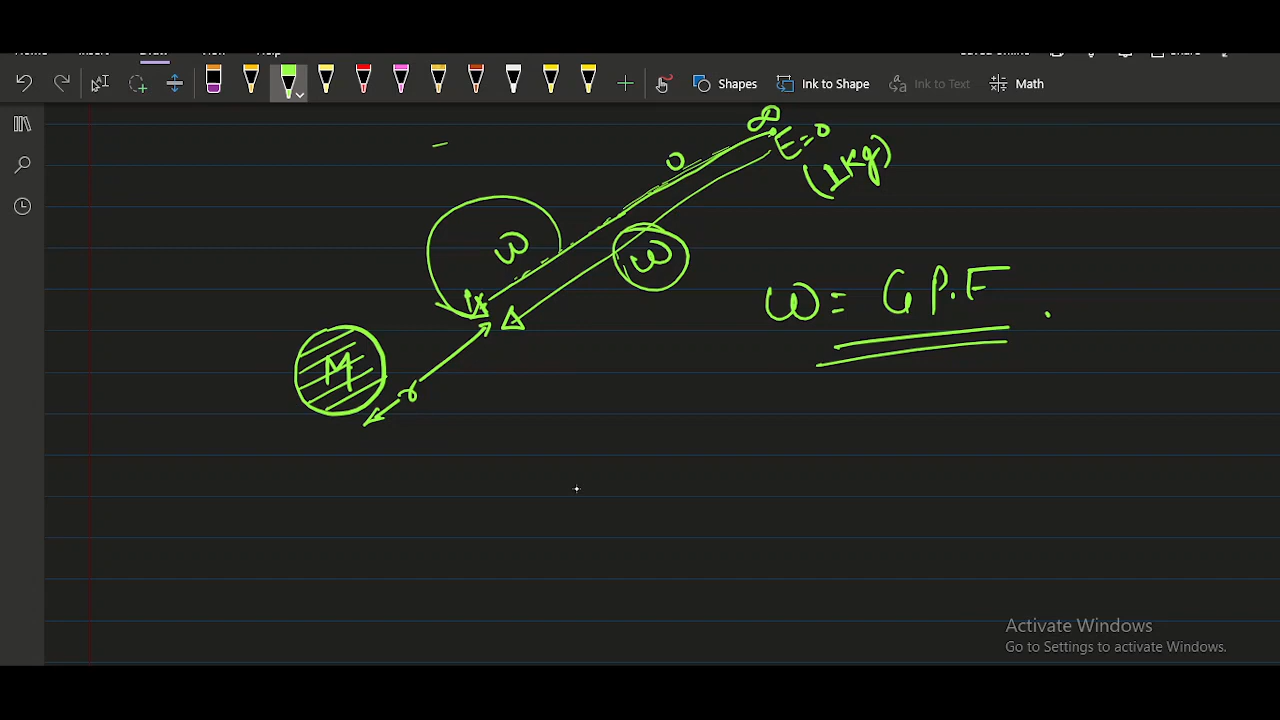 Shapes Ink to Shape Ink to Text Math
∞
E=0
(1Kg)
0
W
W
W = G P.E.
M
r
Activate Windows
Go to Settings to activate Windows.